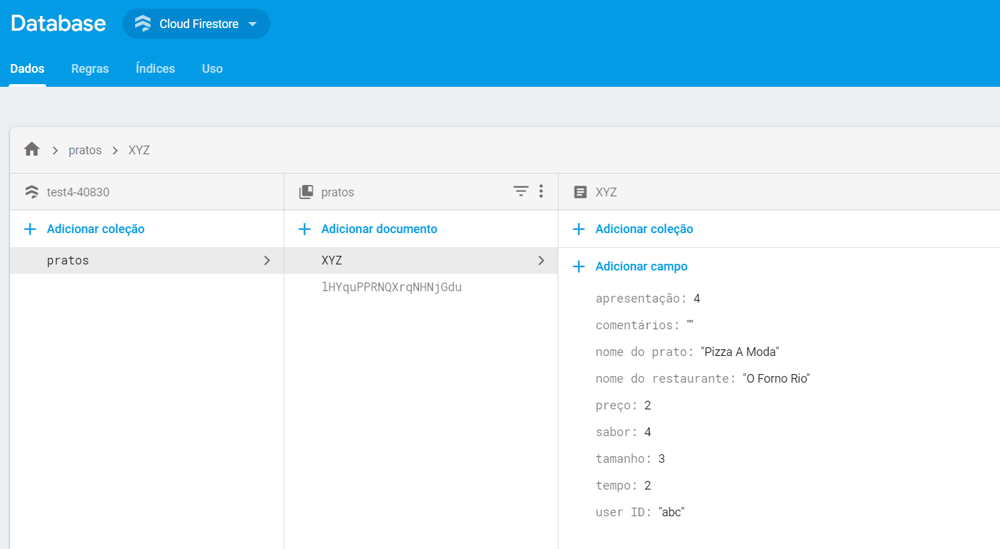 Database Cloud Firestore
Dados Regras Índices Uso
pratos XYZ
test4-40830
Adicionar coleção
pratos
pratos
Adicionar documento
XYZ
lHYquPPRNQXrqNHNjGdu
XYZ
Adicionar coleção
Adicionar campo
apresentação: 4
comentários: ""
nome do prato: "Pizza A Moda"
nome do restaurante: "O Forno Rio"
preço: 2
sabor: 4
tamanho: 3
tempo: 2
user ID: "abc"